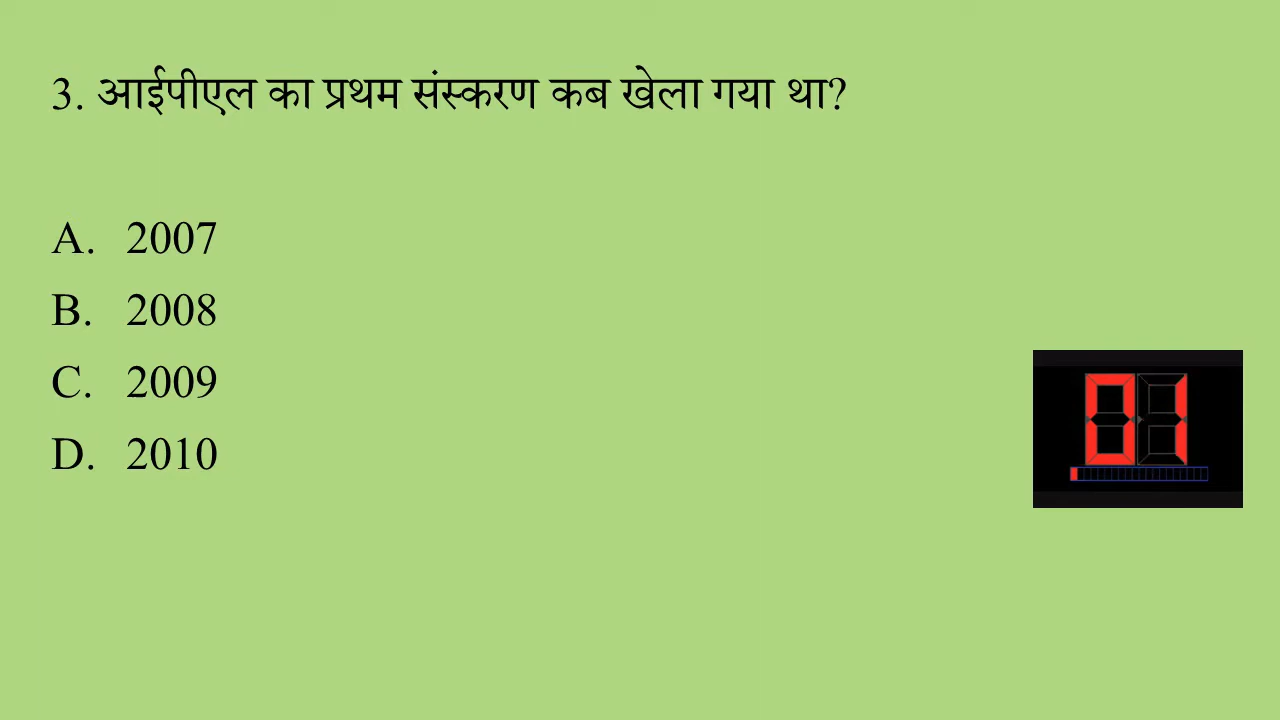 3. आईपीएल का प्रथम संस्करण कब खेला गया था?
A. 2007
B. 2008
C. 2009
D. 2010
01